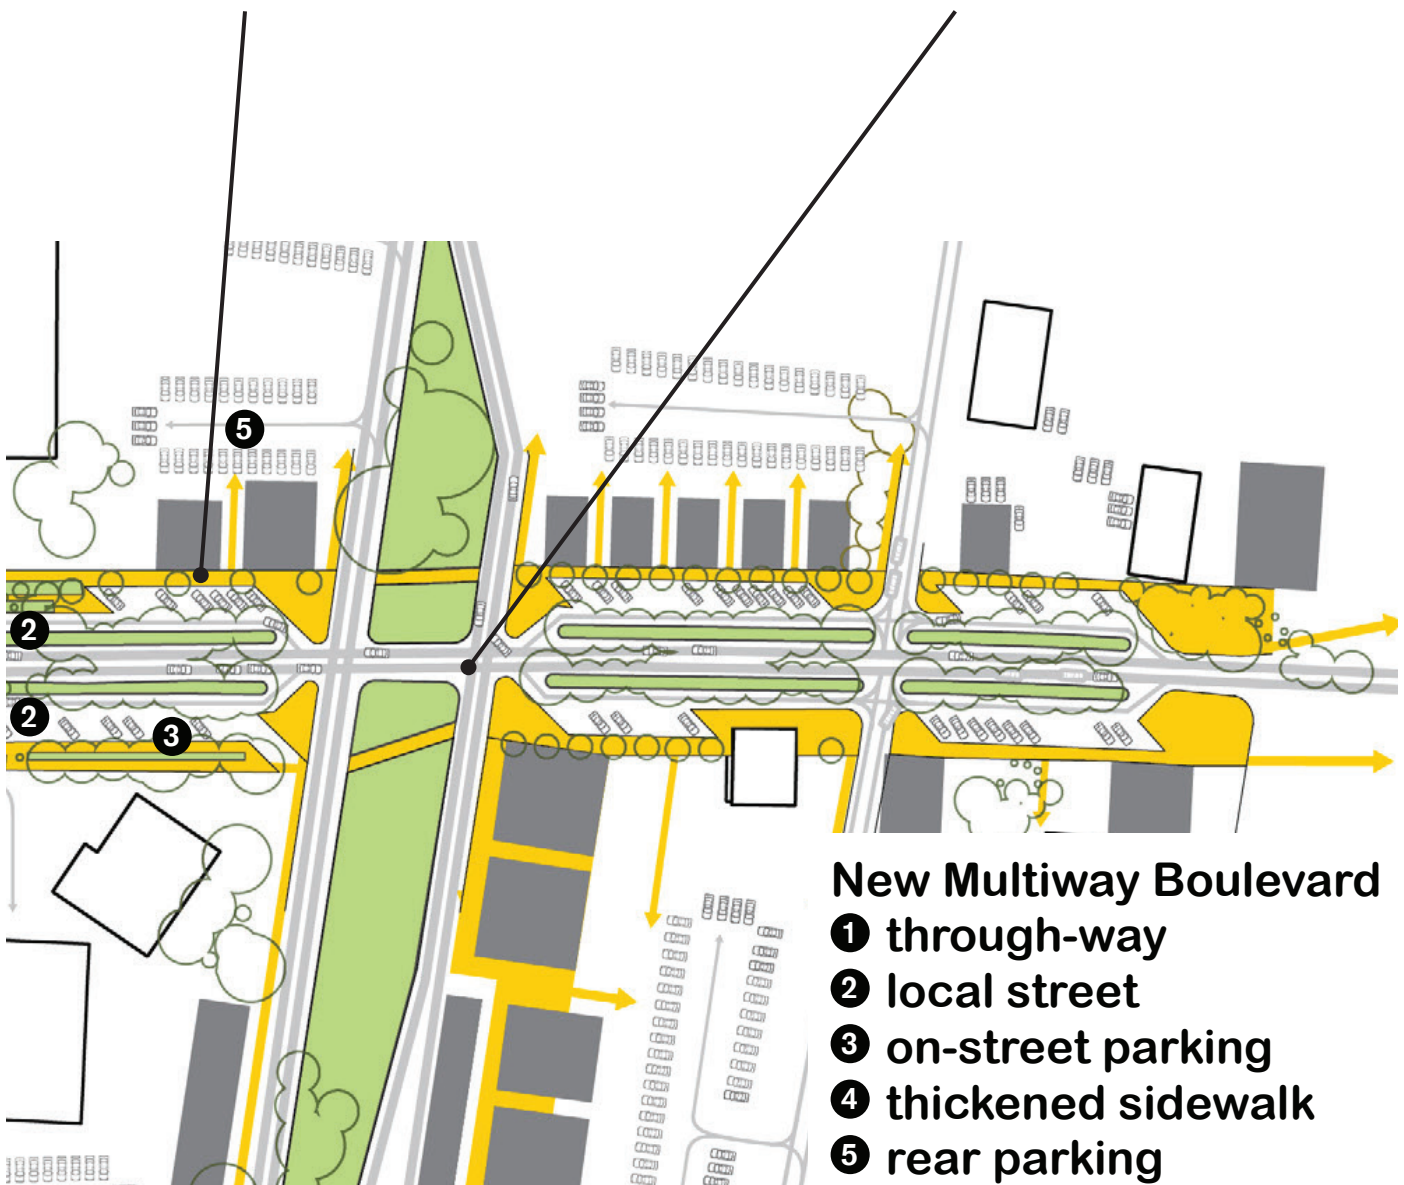 5
2
2
3
New Multiway Boulevard
1 through-way
2 local street
3 on-street parking
4 thickened sidewalk
5 rear parking